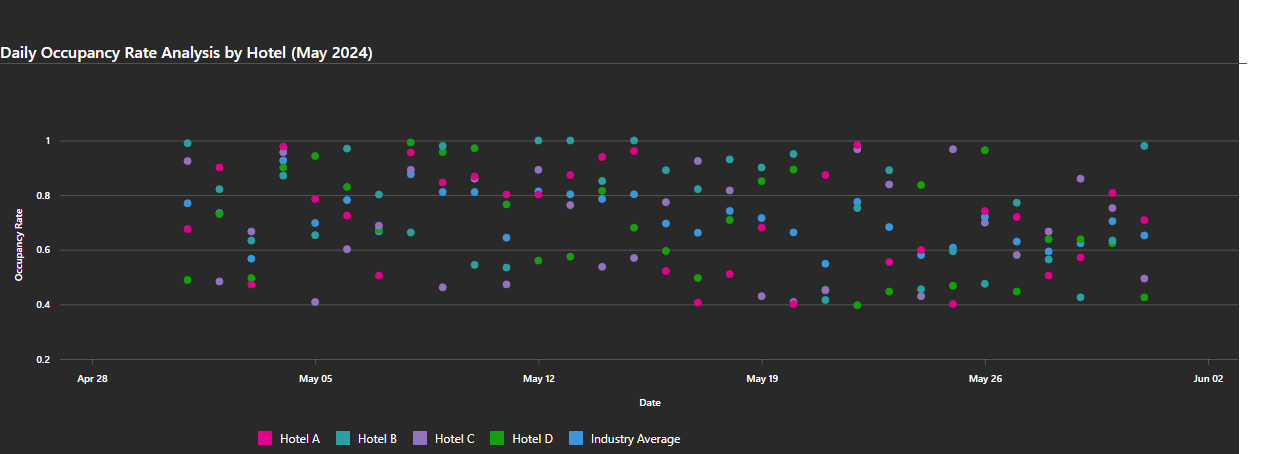 Daily Occupancy Rate Analysis by Hotel (May 2024)
1
0.8
0.6
0.4
0.2
Occupancy Rate
Apr 28 May 05 May 12 May 19 May 26 Jun 02
Date
Hotel A Hotel B Hotel C Hotel D Industry Average